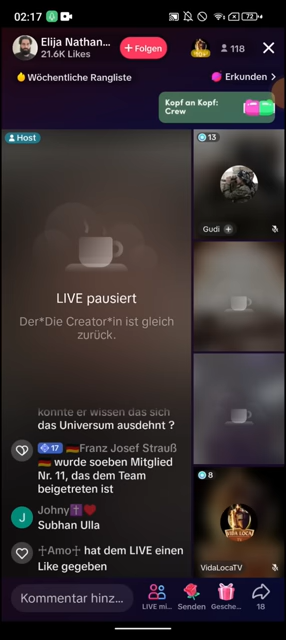 02:17
72
Elija Nathan...
21.6K Likes
+ Folgen
118
Wöchentliche Rangliste
Erkunden >
Kopf an Kopf:
Crew
Host
13
LIVE pausiert
Der*Die Creator*in ist gleich
zurück.
Gudi +
konnte er wissen das sich
das Universum ausdehnt ?
17 Franz Josef Strauß
wurde soeben Mitglied
Nr. 11, das dem Team
beigetreten ist
J Johny
Subhan Ulla
Amo hat dem LIVE einen
Like gegeben
8
VIDA LOCA
VidaLocaTV
Kommentar hinz...
LIVE mi...
Senden
Gesche...
18